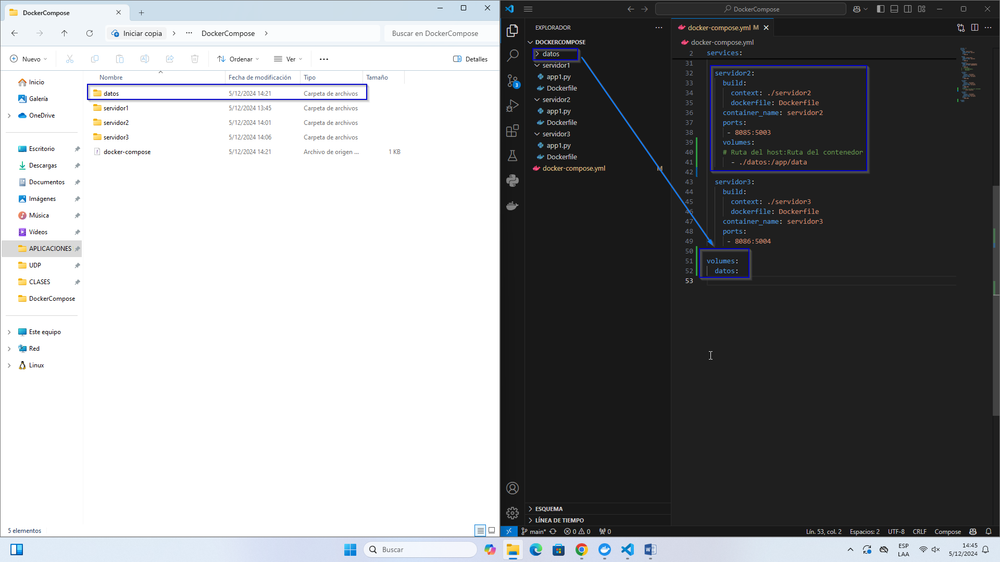 DockerCompose
Iniciar copia
DockerCompose
Buscar en DockerCompose
Nuevo
Ordenar
Ver
Detalles
Nombre
Fecha de modificación
Tipo
Tamaño
datos
5/12/2024 14:21
Carpeta de archivos
servidor1
5/12/2024 13:45
Carpeta de archivos
servidor2
5/12/2024 14:01
Carpeta de archivos
servidor3
5/12/2024 14:06
Carpeta de archivos
docker-compose
5/12/2024 14:21
Archivo de origen ...
1 KB
Inicio
Galería
OneDrive
Escritorio
Descargas
Documentos
Imágenes
Música
Vídeos
APLICACIONES
UDP
CLASES
DockerCompose
Este equipo
Red
Linux
5 elementos
DockerCompose
EXPLORADOR
DOCKERCOMPOSE
datos
servidor1
app1.py
Dockerfile
servidor2
app1.py
Dockerfile
servidor3
app1.py
Dockerfile
docker-compose.yml M
3
ESQUEMA
LÍNEA DE TIEMPO
docker-compose.yml M
docker-compose.yml
2 services:
31
32 servidor2:
33 build:
34 context: ./servidor2
35 dockerfile: Dockerfile
36 container_name: servidor2
37 ports:
38 - 8085:5003
39 volumes:
40 # Ruta del host:Ruta del contenedor
41 - ./datos:/app/data
42
43 servidor3:
44 build:
45 context: ./servidor3
46 dockerfile: Dockerfile
47 container_name: servidor3
48 ports:
49 - 8086:5004
50
51 volumes:
52 datos:
53
main* 0 0 0
Lín. 53, col. 2 Espacios: 2 UTF-8 CRLF Compose
Buscar
ESP
LAA
14:45
5/12/2024